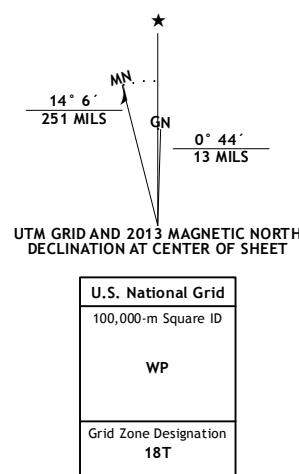 ★
MN
14° 6´
251 MILS
GN
0° 44´
13 MILS
UTM GRID AND 2013 MAGNETIC NORTH
DECLINATION AT CENTER OF SHEET
U.S. National Grid
100,000-m Square ID
WP
Grid Zone Designation
18T